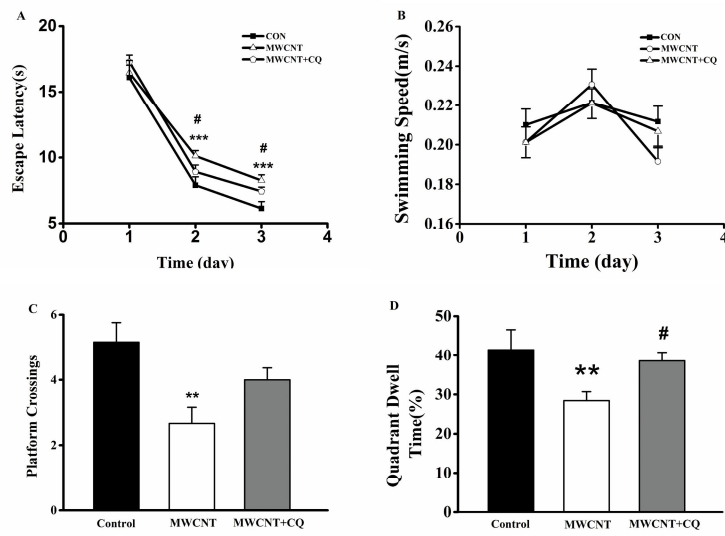 A
CON
MWCNT
MWCNT+CQ
Escape Latency(s)
15
10
5
#
***
#
***
0
1
2
3
4
Time (day)
B
CON
MWCNT
MWCNT+CQ
Swimming Speed(m/s)
0.24
0.22
0.20
0.18
0.16
0
1
2
3
4
Time (day)
C
Platform Crossings
6
4
2
0
**
Control
MWCNT
MWCNT+CQ
D
Quadrant Dwell
Time(%)
50
40
30
20
10
0
**
#
Control
MWCNT
MWCNT+CQ